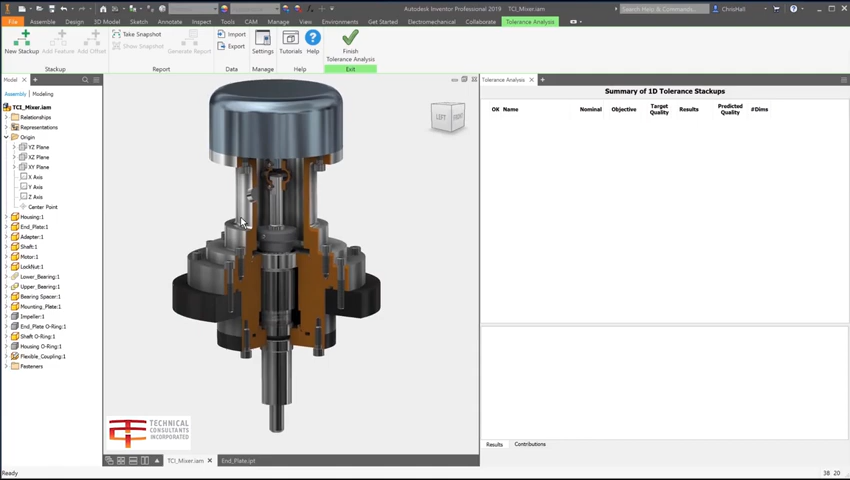 Autodesk Inventor Professional 2019 TCI_Mixer.iam
Search Help & Commands...
ChrisHall
File Assemble Design 3D Model Sketch Annotate Inspect Tools CAM Manage View Environments Get Started Electromechanical Collaborate Tolerance Analysis
New Stackup Add Feature Add Offset
Take Snapshot
Show Snapshot
Generate Report
Import
Export
Settings
Tutorials
Help
Finish
Tolerance Analysis
Stackup Report Data Manage Help Exit
Model
Assembly Modeling
TCI_Mixer.iam
Relationships
Representations
Origin
YZ Plane
XZ Plane
XY Plane
X Axis
Y Axis
Z Axis
Center Point
Housing:1
End_Plate:1
Adapter:1
Shaft:1
Motor:1
LockNut:1
Lower_Bearing:1
Upper_Bearing:1
Bearing Spacer:1
Mounting_Plate:1
Impeller:1
End_Plate O-Ring:1
Shaft O-Ring:1
Housing O-Ring:1
Flexible_Coupling:1
Fasteners
LEFT
FRONT
TECHNICAL
CONSULTANTS
INCORPORATED
Tolerance Analysis
Summary of 1D Tolerance Stackups
OK Name Nominal Objective Target Quality Results Predicted Quality #Dims
Results Contributions
TCI_Mixer.iam End_Plate.ipt
Ready
38 20